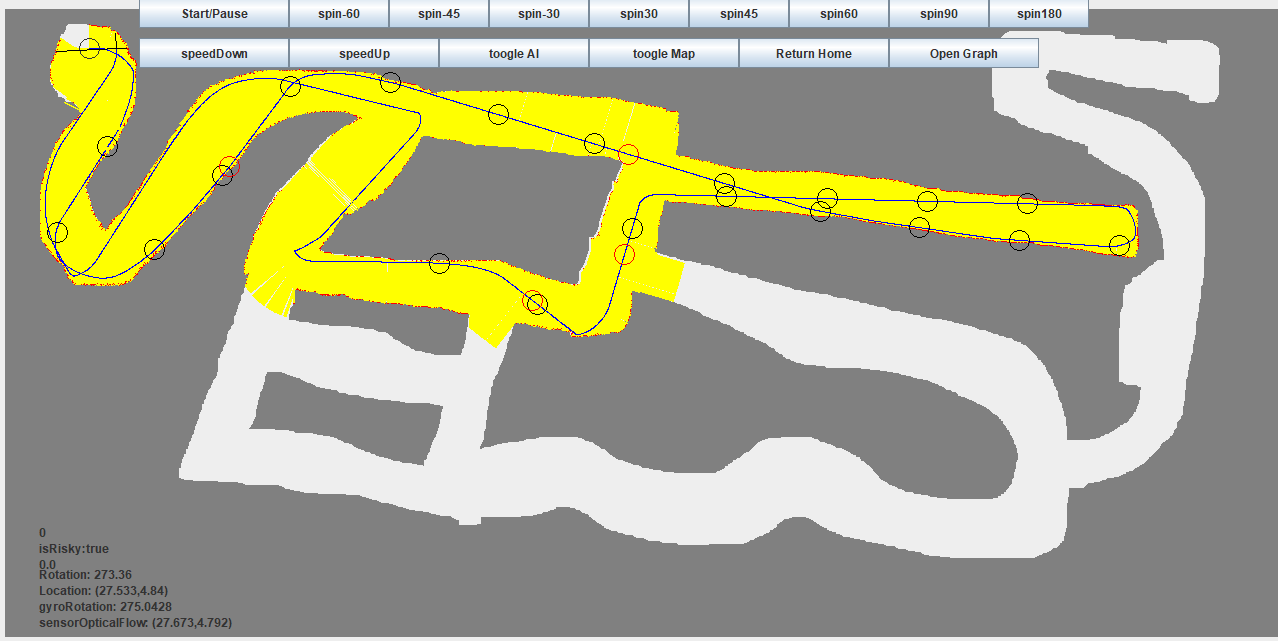 Start/Pause spin-60 spin-45 spin-30 spin30 spin45 spin60 spin90 spin180
speedDown speedUp toogle AI toogle Map Return Home Open Graph
0
isRisky:true
0.0
Rotation: 273.36
Location: (27.533,4.84)
gyroRotation: 275.0428
sensorOpticalFlow: (27.673,4.792)